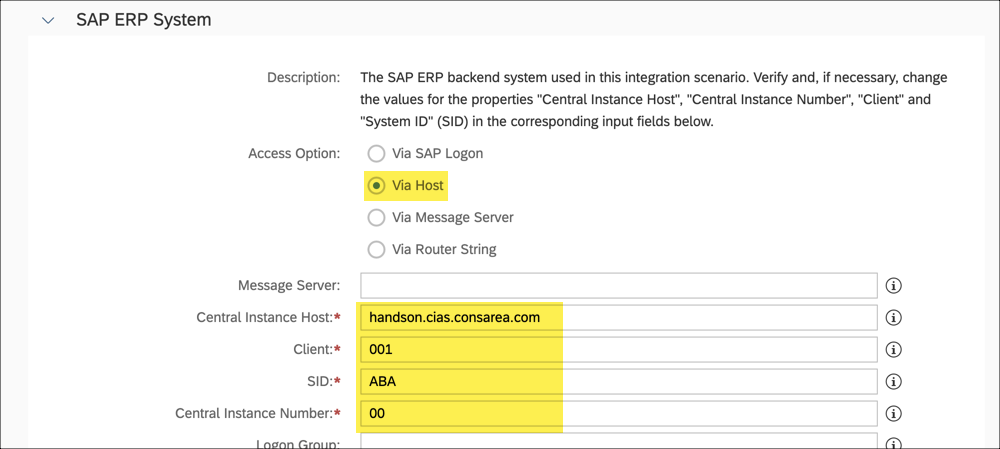 SAP ERP System
Description: The SAP ERP backend system used in this integration scenario. Verify and, if necessary, change
the values for the properties "Central Instance Host", "Central Instance Number", "Client" and
"System ID" (SID) in the corresponding input fields below.
Access Option: Via SAP Logon
Via Host
Via Message Server
Via Router String
Message Server:
Central Instance Host:* handson.cias.consarea.com
Client:* 001
SID:* ABA
Central Instance Number:* 00
Logon Group: